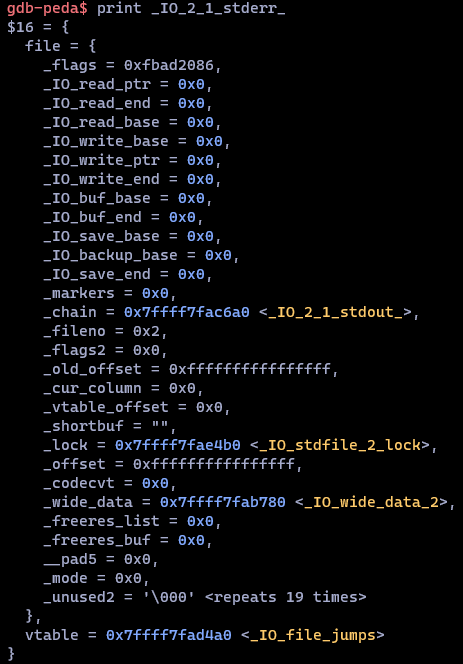 gdb-peda$ print _IO_2_1_stderr_
$16 = {
  file = {
    _flags = 0xfbad2086,
    _IO_read_ptr = 0x0,
    _IO_read_end = 0x0,
    _IO_read_base = 0x0,
    _IO_write_base = 0x0,
    _IO_write_ptr = 0x0,
    _IO_write_end = 0x0,
    _IO_buf_base = 0x0,
    _IO_buf_end = 0x0,
    _IO_save_base = 0x0,
    _IO_backup_base = 0x0,
    _IO_save_end = 0x0,
    _markers = 0x0,
    _chain = 0x7ffff7fac6a0 <_IO_2_1_stdout_>,
    _fileno = 0x2,
    _flags2 = 0x0,
    _old_offset = 0xffffffffffffffff,
    _cur_column = 0x0,
    _vtable_offset = 0x0,
    _shortbuf = "",
    _lock = 0x7ffff7fae4b0 <_IO_stdfile_2_lock>,
    _offset = 0xffffffffffffffff,
    _codecvt = 0x0,
    _wide_data = 0x7ffff7fab780 <_IO_wide_data_2>,
    _freeres_list = 0x0,
    _freeres_buf = 0x0,
    __pad5 = 0x0,
    _mode = 0x0,
    _unused2 = '\000' <repeats 19 times>
  },
  vtable = 0x7ffff7fad4a0 <_IO_file_jumps>
}